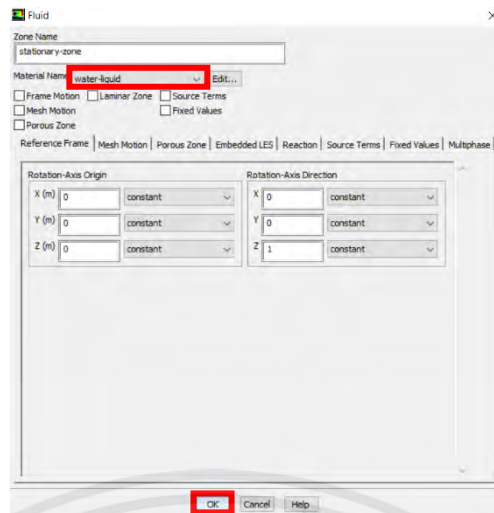 Fluid
Zone Name
stationary-zone
Material Name water-liquid Edit...
Frame Motion Laminar Zone Source Terms
Mesh Motion Fixed Values
Porous Zone
Reference Frame Mesh Motion Porous Zone Embedded LES Reaction Source Terms Fixed Values Multiphase
Rotation-Axis Origin Rotation-Axis Direction
X (m) 0 constant X 0 constant
Y (m) 0 constant Y 0 constant
Z (m) 0 constant Z 1 constant
OK Cancel Help